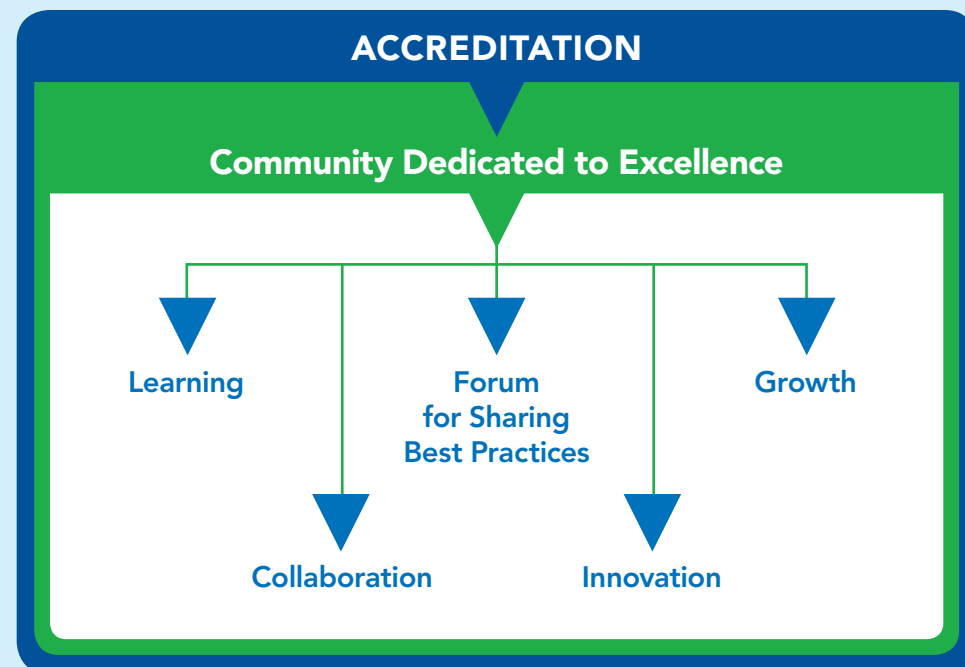 ACCREDITATION
Community Dedicated to Excellence
Learning
Forum
for Sharing
Best Practices
Growth
Collaboration
Innovation